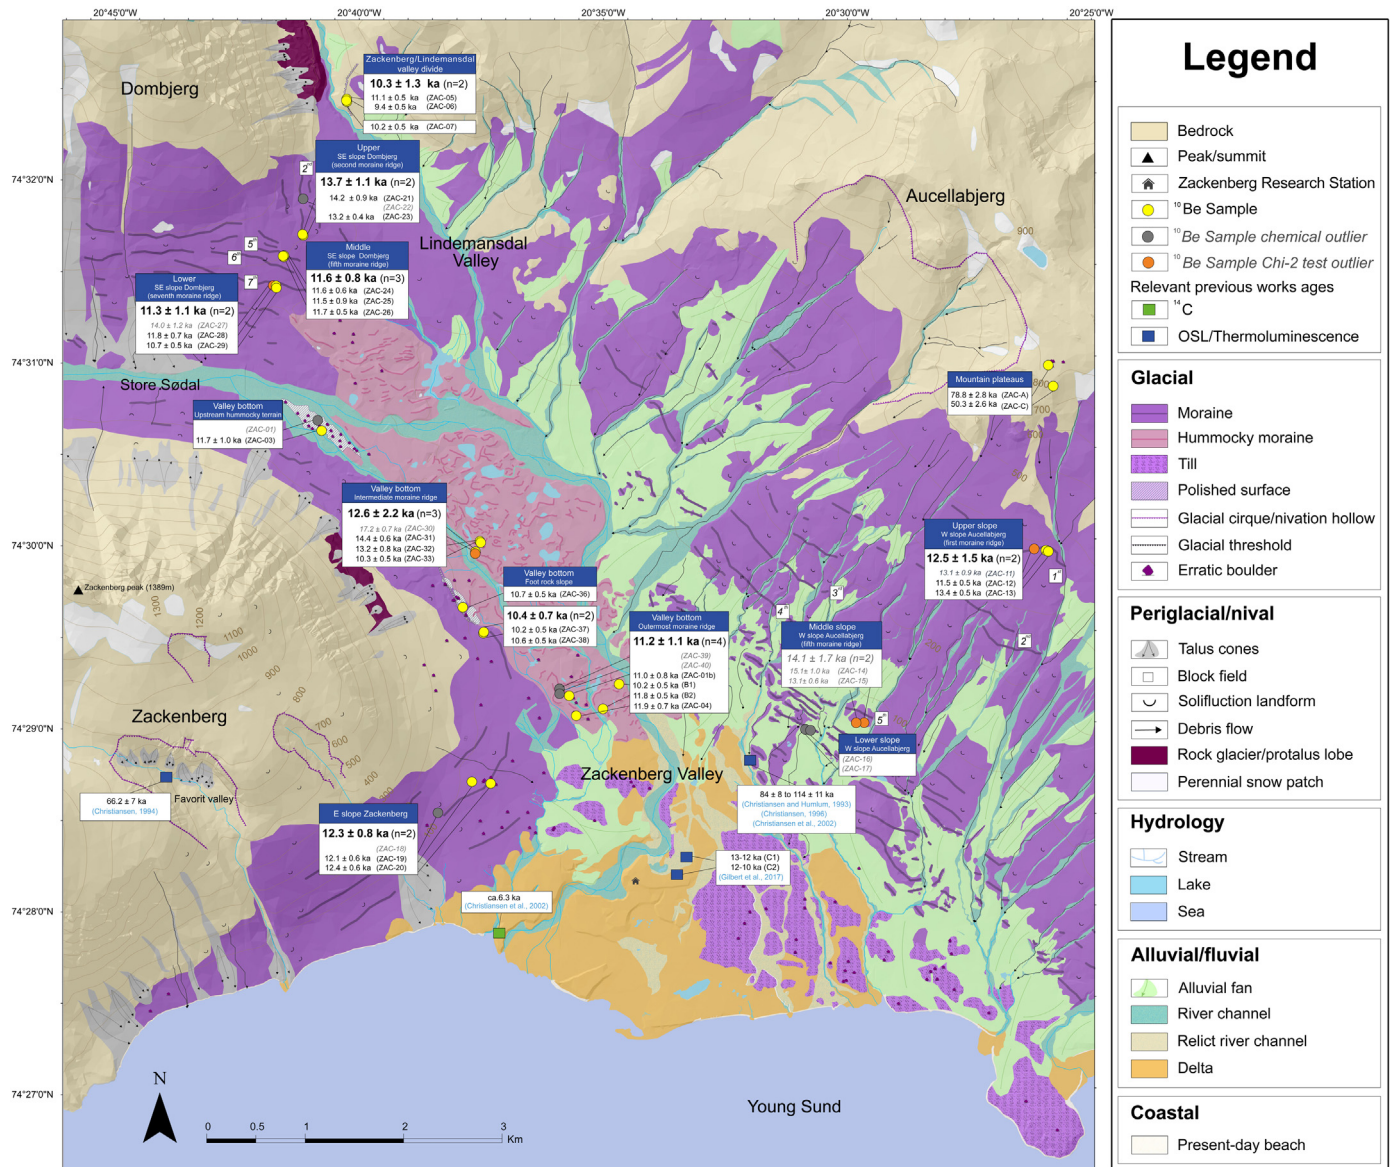 20°45'0"W
20°40'0"W
20°35'0"W
20°30'0"W
20°25'0"W
74°32'0"N
74°31'0"N
74°30'0"N
74°29'0"N
74°28'0"N
74°27'0"N
Dombjerg
Zackenberg/Lindemansdal
valley divide
10.3 ± 1.3 ka (n=2)
11.1 ± 0.5 ka (ZAC-05)
9.4 ± 0.5 ka (ZAC-06)
10.2 ± 0.5 ka (ZAC-07)
Upper
SE slope Dombjerg
(second moraine ridge)
13.7 ± 1.1 ka (n=2)
14.2 ± 0.9 ka (ZAC-21)
(ZAC-22)
13.2 ± 0.4 ka (ZAC-23)
Middle
SE slope Dombjerg
(fifth moraine ridge)
11.6 ± 0.8 ka (n=3)
11.6 ± 0.6 ka (ZAC-24)
11.5 ± 0.9 ka (ZAC-25)
11.7 ± 0.5 ka (ZAC-26)
Lower
SE slope Dombjerg
(seventh moraine ridge)
11.3 ± 1.1 ka (n=2)
14.0 ± 1.2 ka (ZAC-27)
11.8 ± 0.7 ka (ZAC-28)
10.7 ± 0.5 ka (ZAC-29)
Lindemansdal
Valley
Aucellabjerg
900
800
700
Store Sødal
Valley bottom
Upstream hummocky terrain
(ZAC-01)
11.7 ± 1.0 ka (ZAC-03)
Mountain plateaus
78.8 ± 2.8 ka (ZAC-A)
50.3 ± 2.6 ka (ZAC-C)
Valley bottom
Intermediate moraine ridge
12.6 ± 2.2 ka (n=3)
17.2 ± 0.7 ka (ZAC-30)
14.4 ± 0.6 ka (ZAC-31)
13.2 ± 0.8 ka (ZAC-32)
10.3 ± 0.5 ka (ZAC-33)
Upper slope
W slope Aucellabjerg
(first moraine ridge)
12.5 ± 1.5 ka (n=2)
13.1 ± 0.9 ka (ZAC-11)
11.5 ± 0.5 ka (ZAC-12)
13.4 ± 0.5 ka (ZAC-13)
Valley bottom
Foot rock slope
10.7 ± 0.5 ka (ZAC-36)
10.4 ± 0.7 ka (n=2)
10.2 ± 0.5 ka (ZAC-37)
10.6 ± 0.5 ka (ZAC-38)
Zackenberg peak (1389m)
1300
1200
1100
1000
900
800
700
600
500
400
Valley bottom
Outermost moraine ridge
11.2 ± 1.1 ka (n=4)
(ZAC-39)
(ZAC-40)
11.0 ± 0.8 ka (ZAC-01b)
10.2 ± 0.5 ka (B1)
11.8 ± 0.5 ka (B2)
11.9 ± 0.7 ka (ZAC-04)
Middle slope
W slope Aucellabjerg
(fifth moraine ridge)
14.1 ± 1.7 ka (n=2)
15.1± 1.0 ka (ZAC-14)
13.1± 0.6 ka (ZAC-15)
Lower slope
W slope Aucellabjerg
(ZAC-16)
(ZAC-17)
Zackenberg
Favorit valley
66.2 ± 7 ka
(Christiansen, 1994)
Zackenberg Valley
84 ± 8 to 114 ± 11 ka
(Christiansen and Humlum, 1993)
(Christiansen, 1996)
(Christiansen et al., 2002)
E slope Zackenberg
12.3 ± 0.8 ka (n=2)
(ZAC-18)
12.1 ± 0.6 ka (ZAC-19)
12.4 ± 0.6 ka (ZAC-20)
13-12 ka (C1)
12-10 ka (C2)
(Gilbert et al., 2017)
ca.6.3 ka
(Christiansen et al., 2002)
Young Sund
N
0 0.5 1 2 3
Km
Legend
Bedrock
Peak/summit
Zackenberg Research Station
10Be Sample
10Be Sample chemical outlier
10Be Sample Chi-2 test outlier
Relevant previous works ages
14C
OSL/Thermoluminescence
Glacial
Moraine
Hummocky moraine
Till
Polished surface
Glacial cirque/nivation hollow
Glacial threshold
Erratic boulder
Periglacial/nival
Talus cones
Block field
Solifluction landform
Debris flow
Rock glacier/protalus lobe
Perennial snow patch
Hydrology
Stream
Lake
Sea
Alluvial/fluvial
Alluvial fan
River channel
Relict river channel
Delta
Coastal
Present-day beach